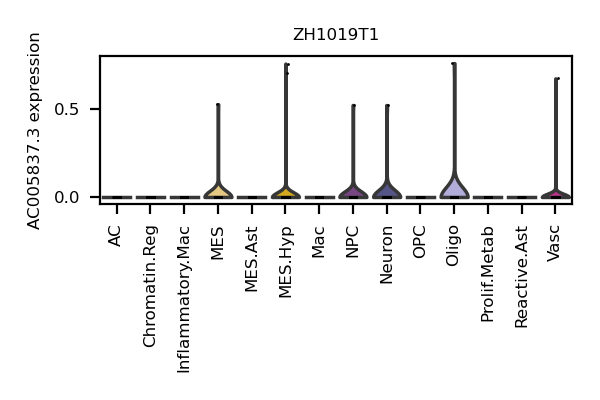 ZH1019T1
AC005837.3 expression
0.5
0.0
AC
Chromatin.Reg
Inflammatory.Mac
MES
MES.Ast
MES.Hyp
Mac
NPC
Neuron
OPC
Oligo
Prolif.Metab
Reactive.Ast
Vasc